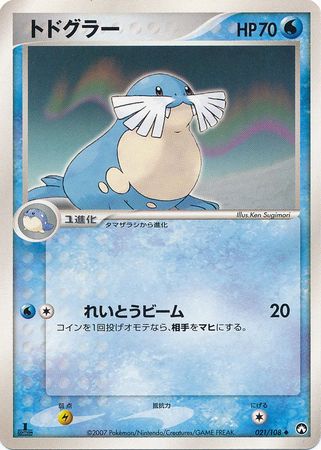 トドグラー HP70
Illus.Ken Sugimori
1進化
タマザラシから進化
れいとうビーム 20
コインを1回投げオモテなら、相手をマヒにする。
弱点 抵抗力 にげる
1
©2007 Pokémon/Nintendo/Creatures/GAME FREAK. 021/108